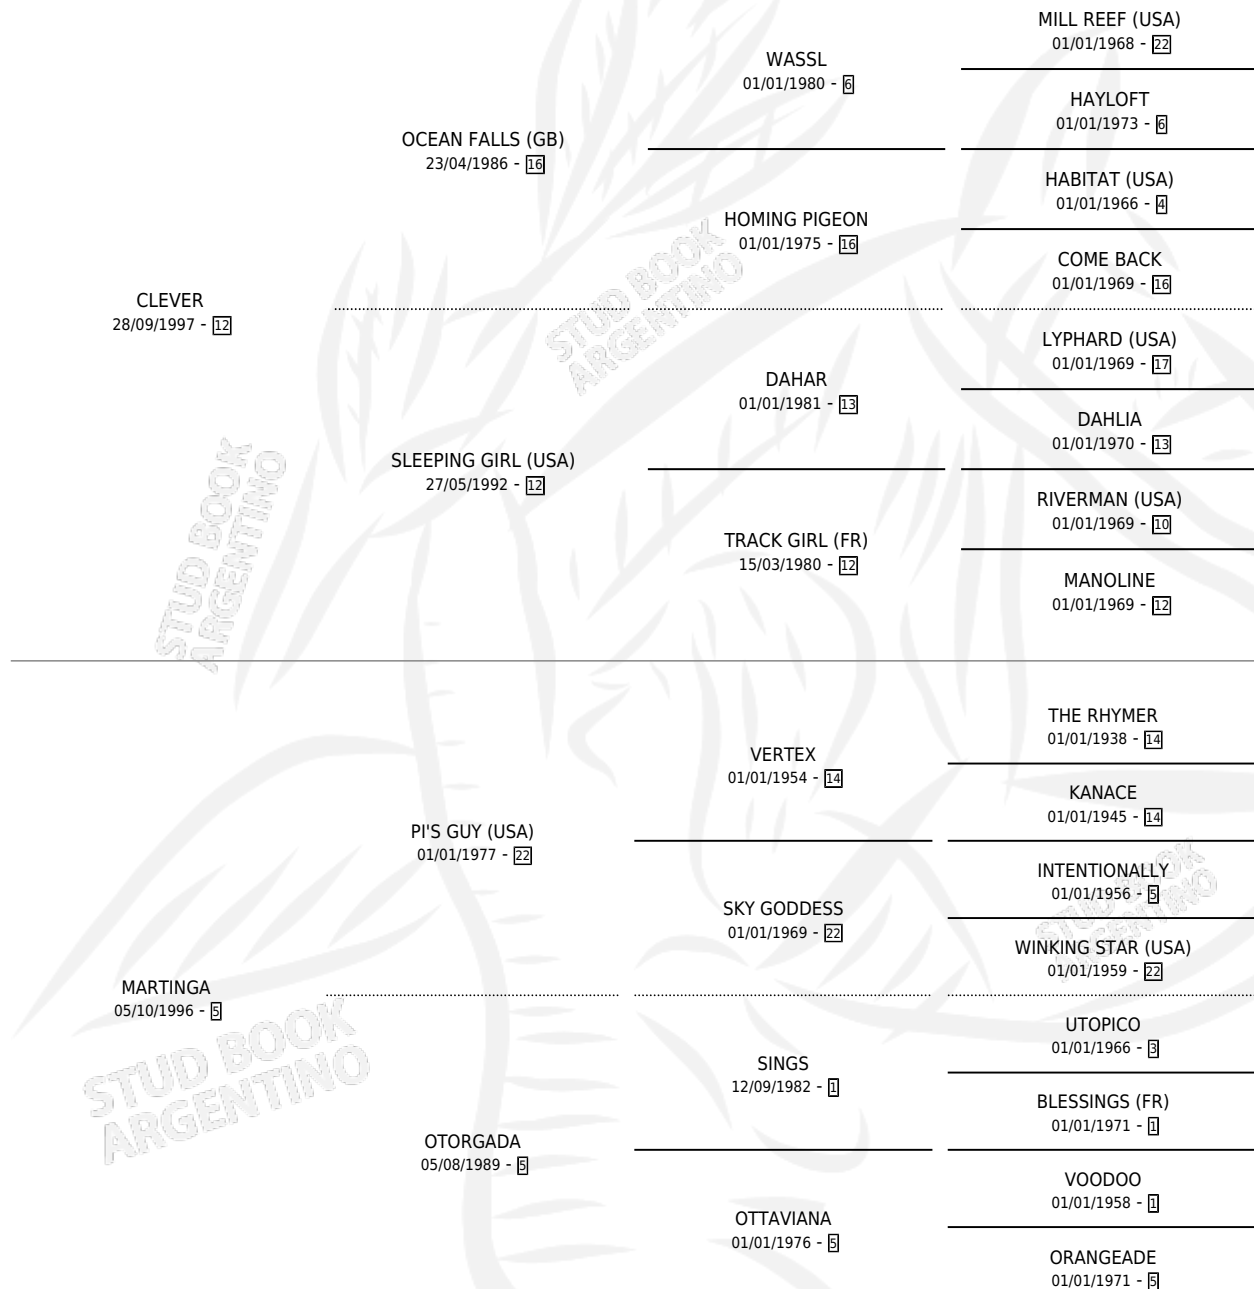 MILL REEF (USA)
01/01/1968 - 22
WASSL
01/01/1980 - 6
HAYLOFT
01/01/1973 - 6
OCEAN FALLS (GB)
23/04/1986 - 16
HABITAT (USA)
01/01/1966 - 4
HOMING PIGEON
01/01/1975 - 16
COME BACK
01/01/1969 - 16
CLEVER
28/09/1997 - 12
LYPHARD (USA)
01/01/1969 - 17
DAHAR
01/01/1981 - 13
DAHLIA
01/01/1970 - 13
SLEEPING GIRL (USA)
27/05/1992 - 12
RIVERMAN (USA)
01/01/1969 - 10
TRACK GIRL (FR)
15/03/1980 - 12
MANOLINE
01/01/1969 - 12
THE RHYMER
01/01/1938 - 14
VERTEX
01/01/1954 - 14
KANACE
01/01/1945 - 14
PI'S GUY (USA)
01/01/1977 - 22
INTENTIONALLY
01/01/1956 - 5
SKY GODDESS
01/01/1969 - 22
WINKING STAR (USA)
01/01/1959 - 22
MARTINGA
05/10/1996 - 5
UTOPICO
01/01/1966 - 3
SINGS
12/09/1982 - 1
BLESSINGS (FR)
01/01/1971 - 1
OTORGADA
05/08/1989 - 5
VOODOO
01/01/1958 - 1
OTTAVIANA
01/01/1976 - 5
ORANGEADE
01/01/1971 - 5
STUD BOOK
ARGENTINO
STUD BOOK
ARGENTINO
STUD BOOK
ARGENTINO
STUD BOOK
ARGENTINO